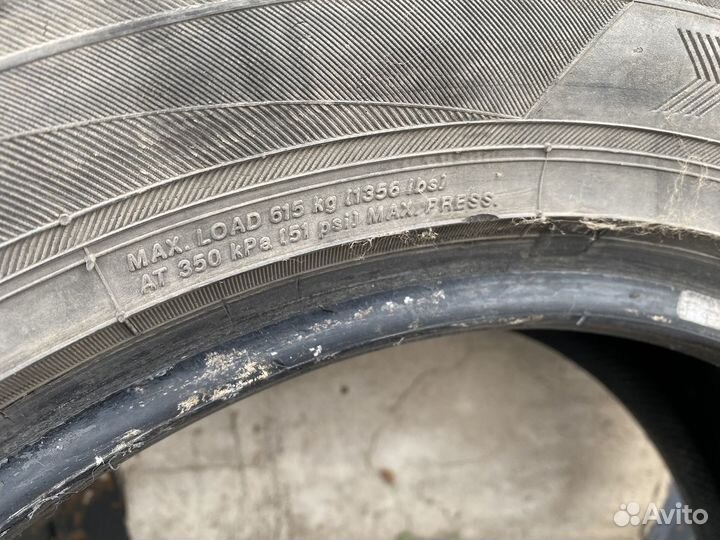 MAX. LOAD 615 kg (1356 lbs)
AT 350 kPa (51 psi) MAX. PRESS.
Avito